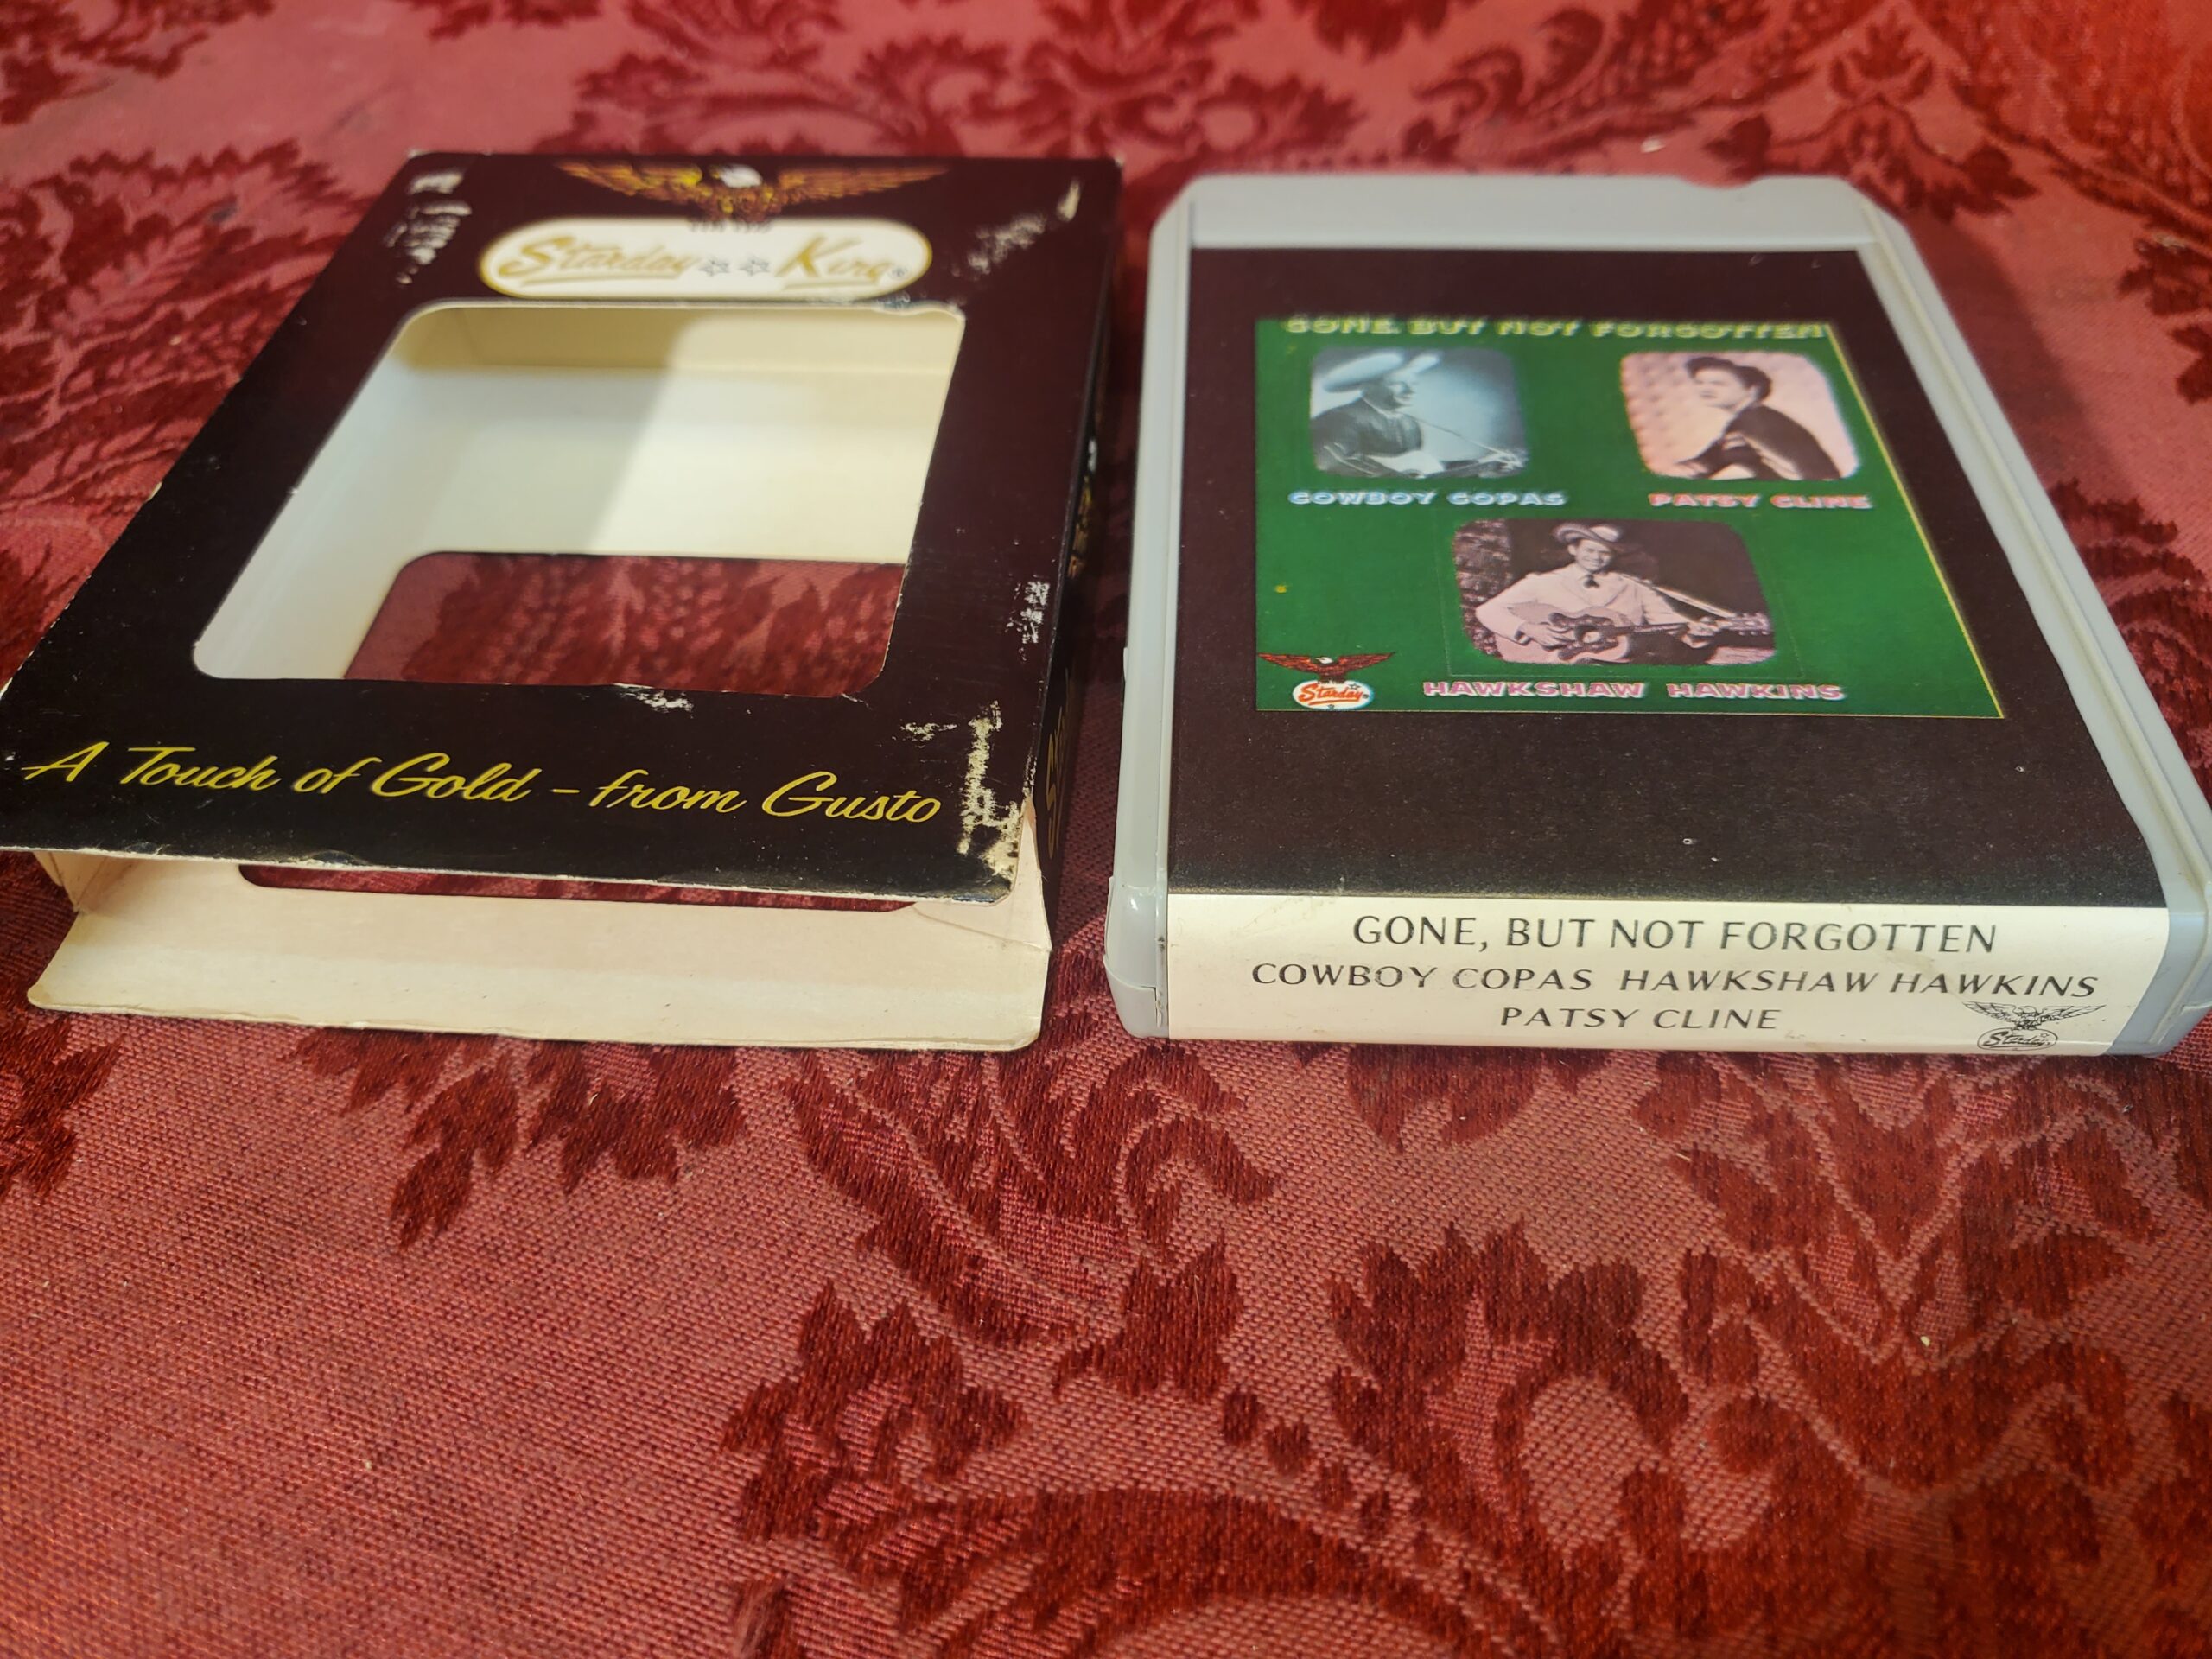 Starday King
A Touch of Gold - from Gusto
GONE, BUT NOT FORGOTTEN
COWBOY COPAS
PATSY CLINE
HAWKSHAW HAWKINS
Starday
GONE, BUT NOT FORGOTTEN
COWBOY COPAS HAWKSHAW HAWKINS
PATSY CLINE
Starday